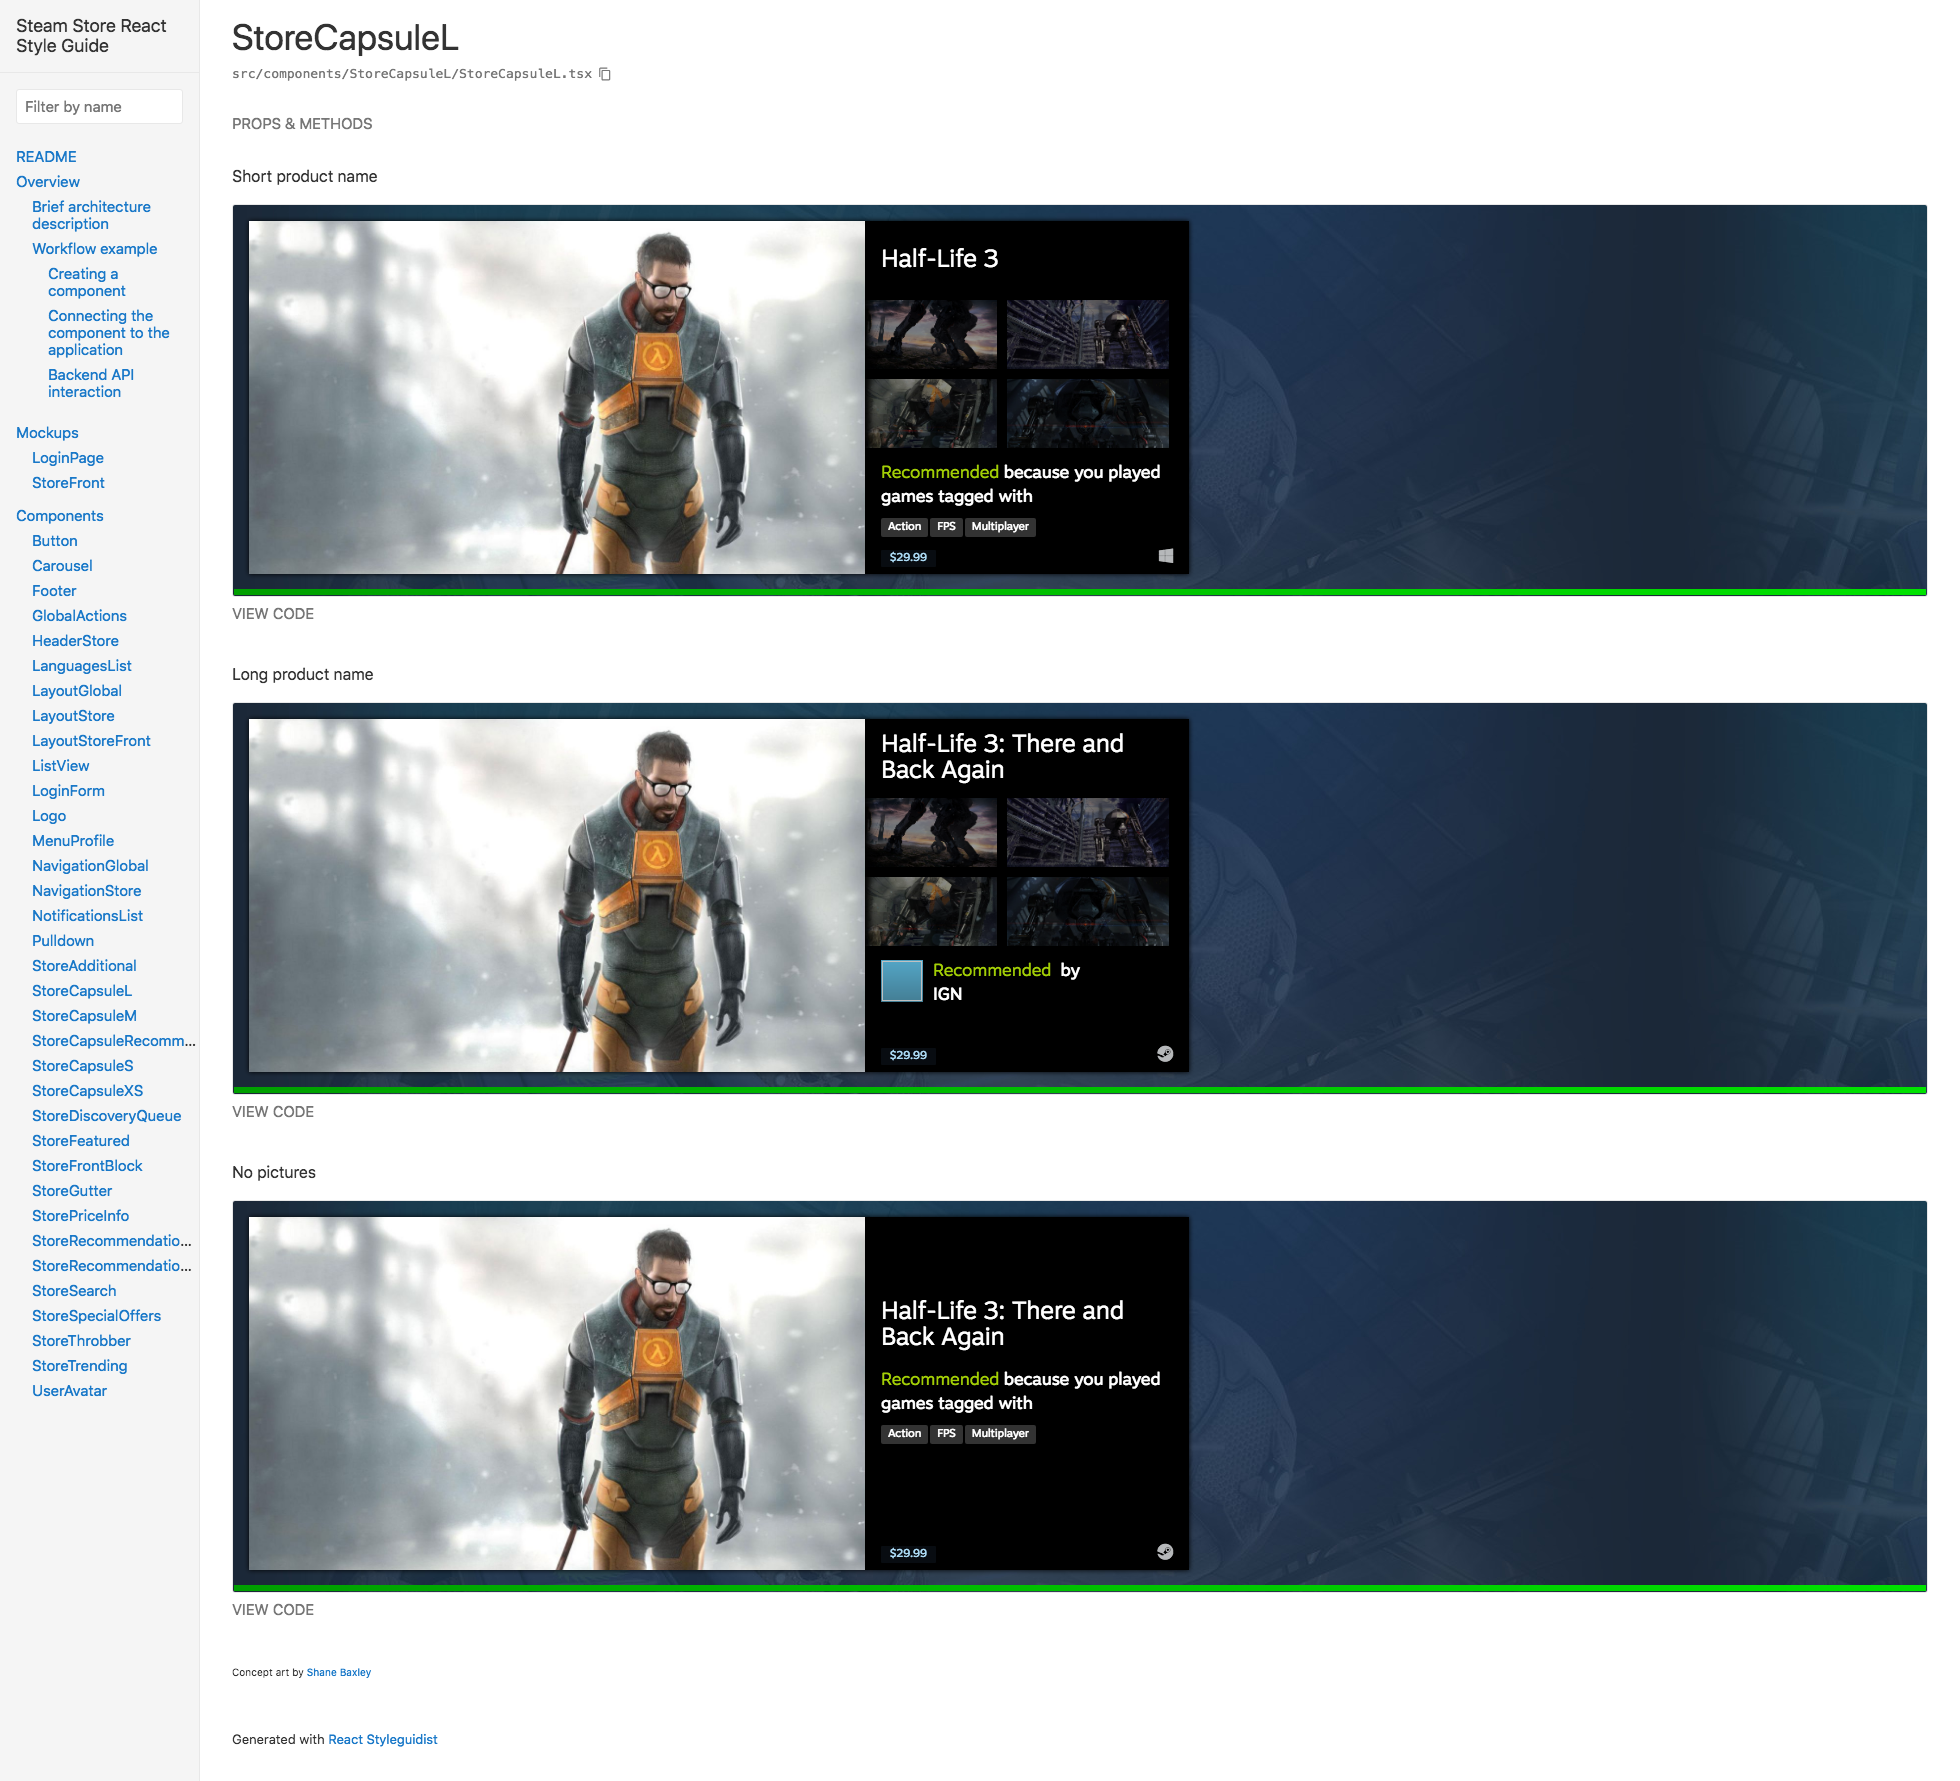 Steam Store React
Style Guide
Filter by name
README
Overview
Brief architecture
description
Workflow example
Creating a
component
Connecting the
component to the
application
Backend API
interaction
Mockups
LoginPage
StoreFront
Components
Button
Carousel
Footer
GlobalActions
HeaderStore
LanguagesList
LayoutGlobal
LayoutStore
LayoutStoreFront
ListView
LoginForm
Logo
MenuProfile
NavigationGlobal
NavigationStore
NotificationsList
Pulldown
StoreAdditional
StoreCapsuleL
StoreCapsuleM
StoreCapsuleRecomm...
StoreCapsuleS
StoreCapsuleXS
StoreDiscoveryQueue
StoreFeatured
StoreFrontBlock
StoreGutter
StorePriceInfo
StoreRecommendatio...
StoreRecommendatio...
StoreSearch
StoreSpecialOffers
StoreThrobber
StoreTrending
UserAvatar
StoreCapsuleL
src/components/StoreCapsuleL/StoreCapsuleL.tsx
PROPS & METHODS
Short product name
Half-Life 3
Recommended because you played
games tagged with
Action FPS Multiplayer
$29.99
VIEW CODE
Long product name
Half-Life 3: There and
Back Again
Recommended by
IGN
$29.99
VIEW CODE
No pictures
Half-Life 3: There and
Back Again
Recommended because you played
games tagged with
Action FPS Multiplayer
$29.99
VIEW CODE
Concept art by Shane Baxley
Generated with React Styleguidist